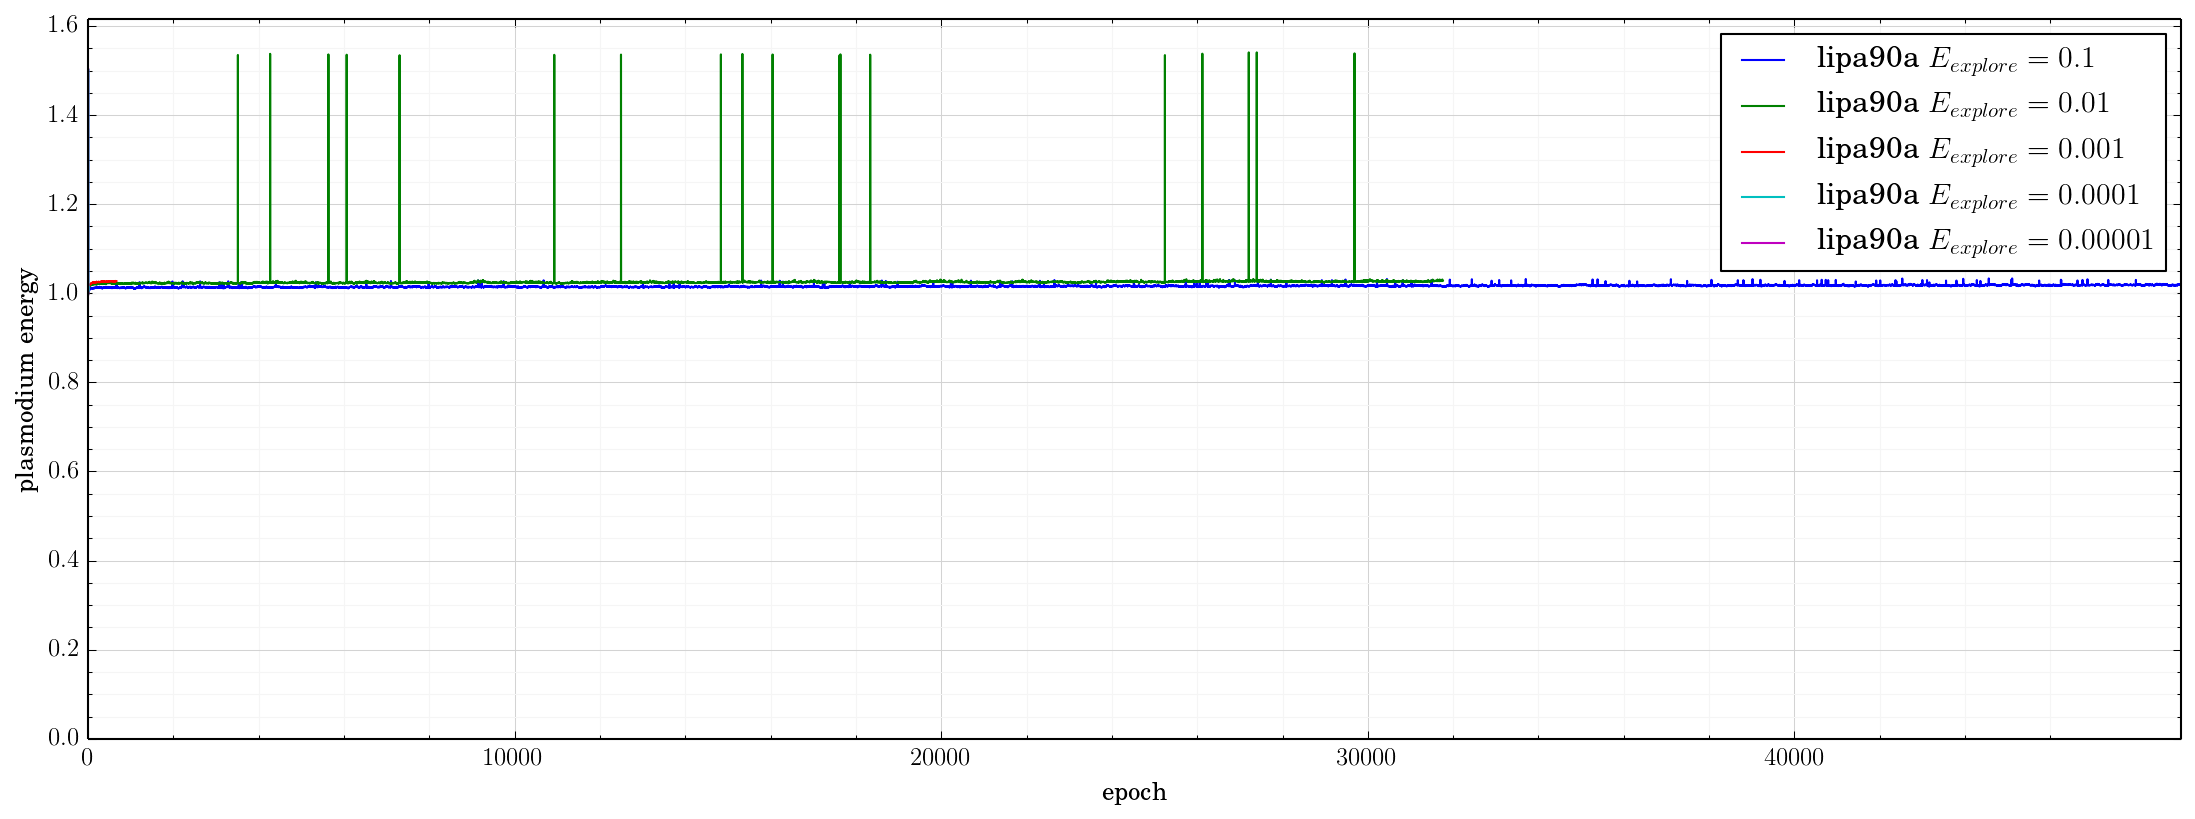 1.6
1.4
1.2
1.0
0.8
0.6
0.4
0.2
0.0
plasmodium energy
0 10000 20000 30000 40000
epoch
lipa90a E_explore = 0.1
lipa90a E_explore = 0.01
lipa90a E_explore = 0.001
lipa90a E_explore = 0.0001
lipa90a E_explore = 0.00001